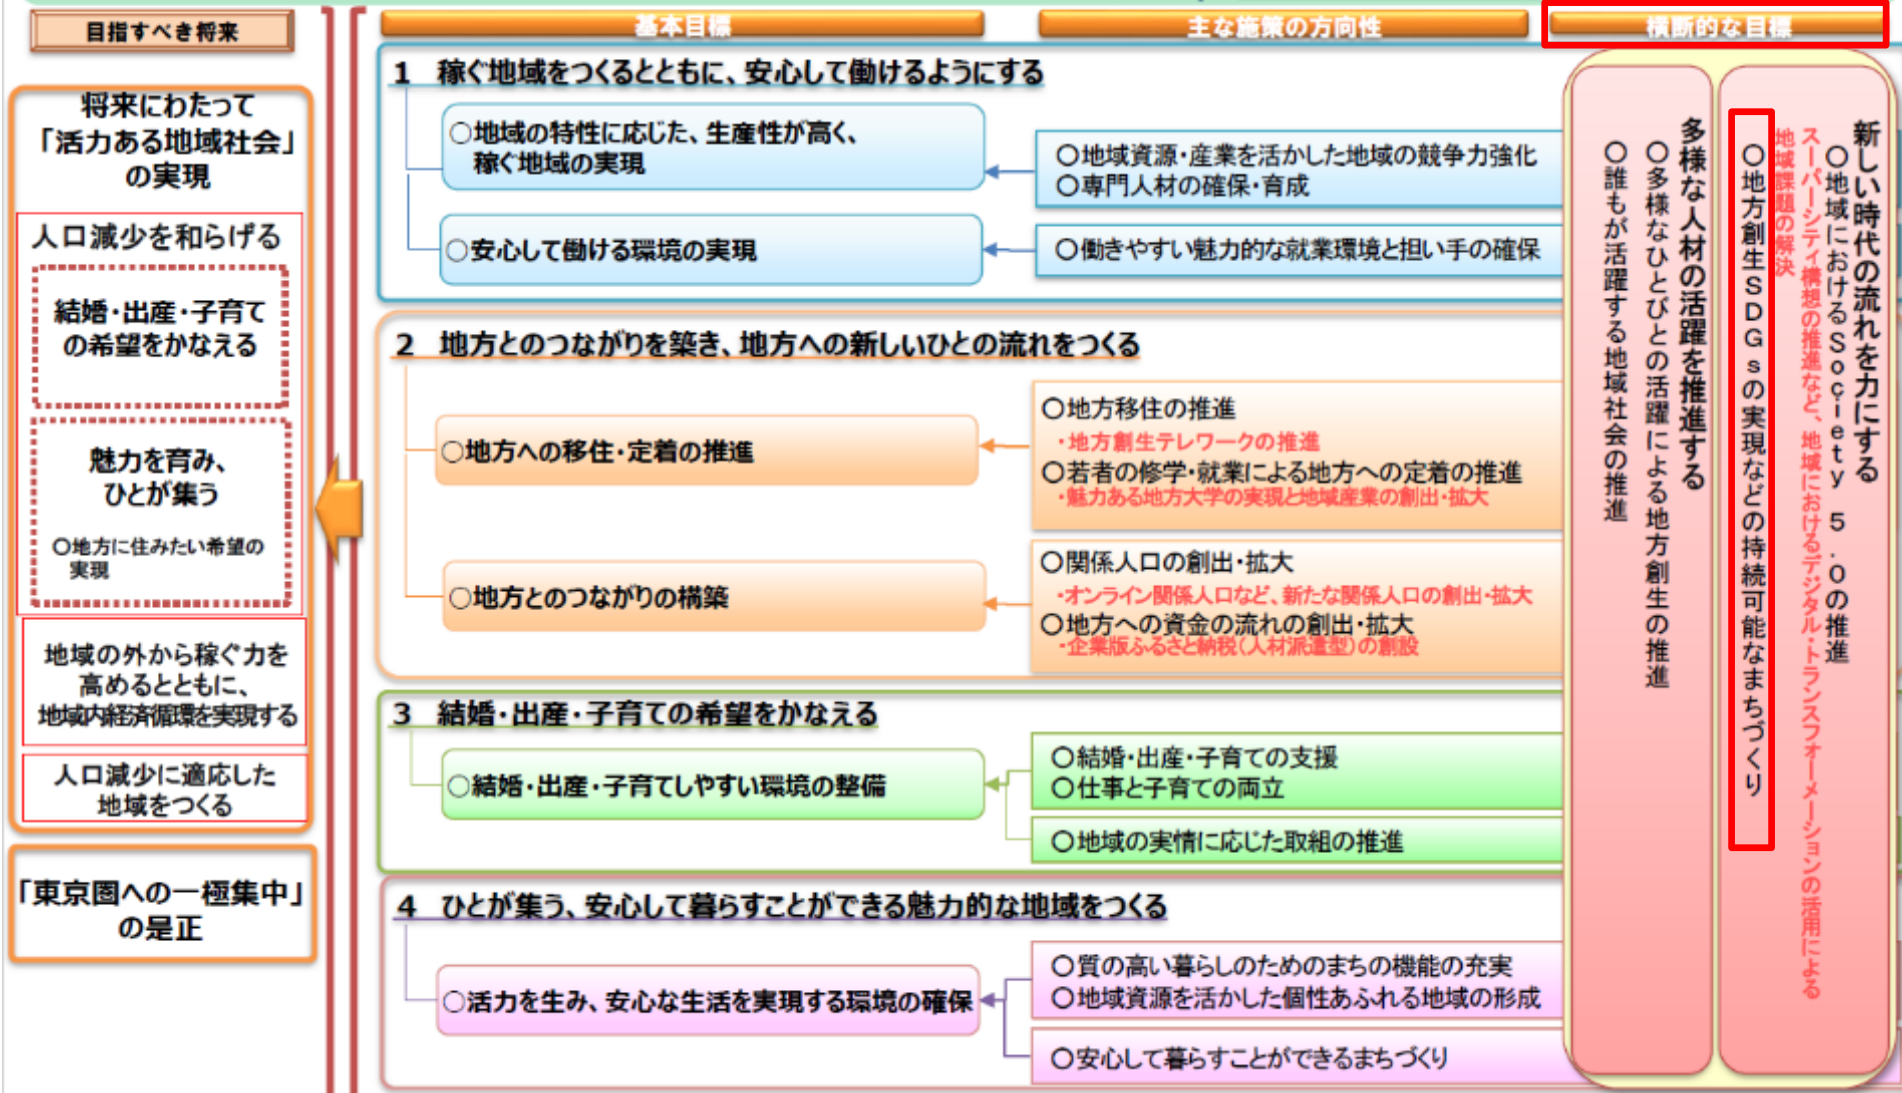 目指すべき将来
将来にわたって
「活力ある地域社会」
の実現
人口減少を和らげる
結婚・出産・子育て
の希望をかなえる
魅力を育み、
ひとが集う
○地方に住みたい希望の
実現
地域の外から稼ぐ力を
高めるとともに、
地域内経済循環を実現する
人口減少に適応した
地域をつくる
「東京圏への一極集中」
の是正
基本目標
主な施策の方向性
横断的な目標
1 稼ぐ地域をつくるとともに、安心して働けるようにする
○地域の特性に応じた、生産性が高く、
稼ぐ地域の実現
○地域資源・産業を活かした地域の競争力強化
○専門人材の確保・育成
○安心して働ける環境の実現
○働きやすい魅力的な就業環境と担い手の確保
2 地方とのつながりを築き、地方への新しいひとの流れをつくる
○地方への移住・定着の推進
○地方移住の推進
・地方創生テレワークの推進
○若者の修学・就業による地方への定着の推進
・魅力ある地方大学の実現と地域産業の創出・拡大
○地方とのつながりの構築
○関係人口の創出・拡大
・オンライン関係人口など、新たな関係人口の創出・拡大
○地方への資金の流れの創出・拡大
・企業版ふるさと納税(人材派遣型)の創設
3 結婚・出産・子育ての希望をかなえる
○結婚・出産・子育てしやすい環境の整備
○結婚・出産・子育ての支援
○仕事と子育ての両立
○地域の実情に応じた取組の推進
4 ひとが集う、安心して暮らすことができる魅力的な地域をつくる
○活力を生み、安心な生活を実現する環境の確保
○質の高い暮らしのためのまちの機能の充実
○地域資源を活かした個性あふれる地域の形成
○安心して暮らすことができるまちづくり
新しい時代の流れを力にする
○地域におけるSociety 5.0の推進
スーパーシティ構想の推進など、地域におけるデジタル・トランスフォーメーションの活用による
地域課題の解決
○地方創生SDGsの実現などの持続可能なまちづくり
多様な人材の活躍を推進する
○多様なひとびとの活躍による地方創生の推進
○誰もが活躍する地域社会の推進